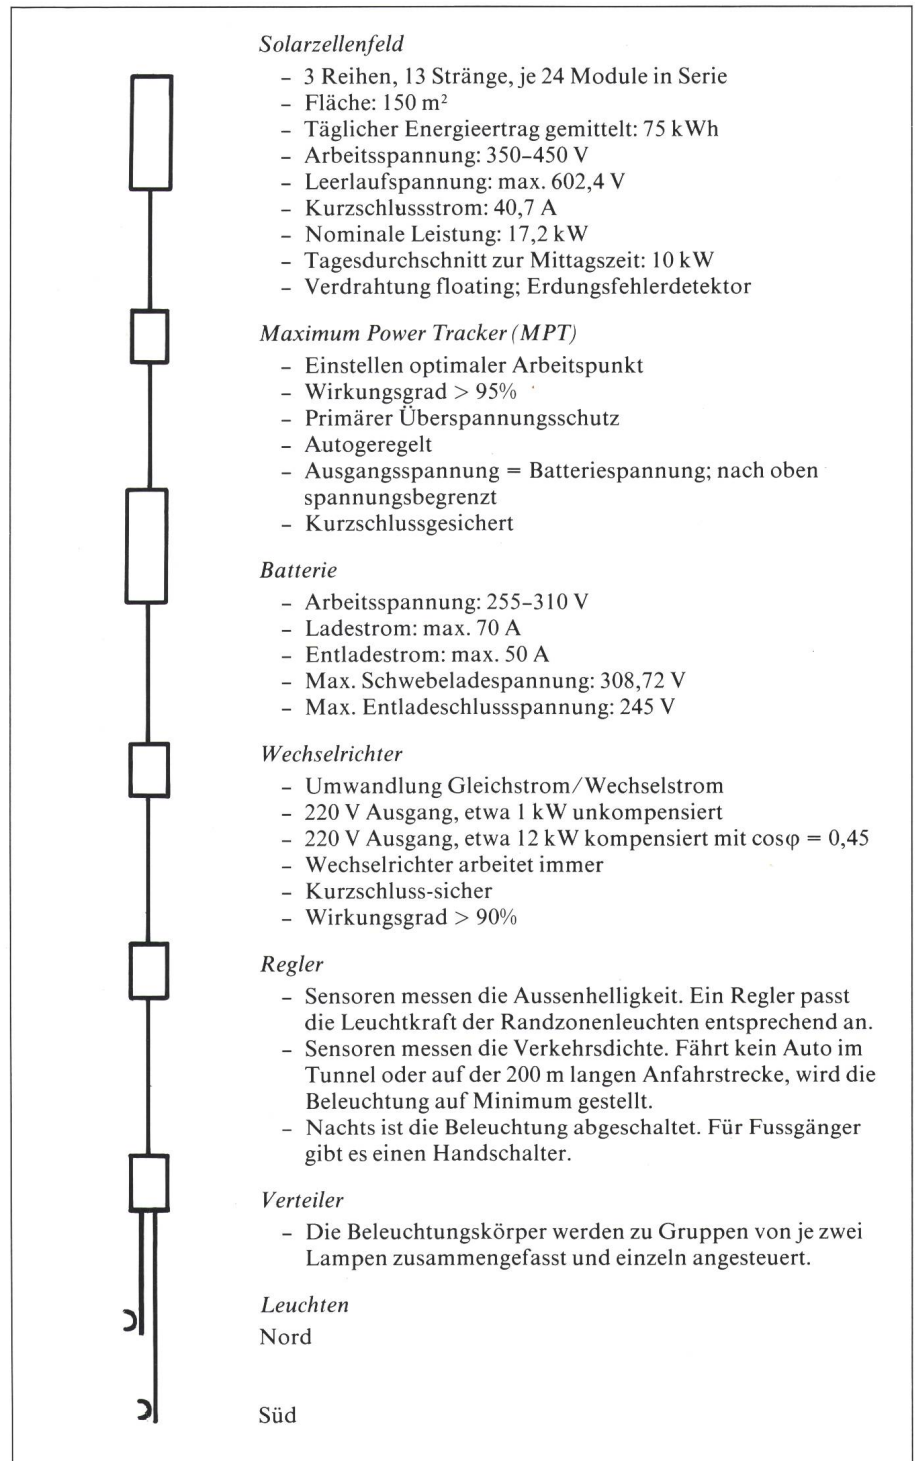 Solarzellenfeld
– 3 Reihen, 13 Stränge, je 24 Module in Serie
– Fläche: 150 m²
– Täglicher Energieertrag gemittelt: 75 kWh
– Arbeitsspannung: 350–450 V
– Leerlaufspannung: max. 602,4 V
– Kurzschlussstrom: 40,7 A
– Nominale Leistung: 17,2 kW
– Tagesdurchschnitt zur Mittagszeit: 10 kW
– Verdrahtung floating; Erdungsfehlerdetektor
Maximum Power Tracker (MPT)
– Einstellen optimaler Arbeitspunkt
– Wirkungsgrad > 95%
– Primärer Überspannungsschutz
– Autogeregelt
– Ausgangsspannung = Batteriespannung; nach oben
spannungsbegrenzt
– Kurzschlussgesichert
Batterie
– Arbeitsspannung: 255–310 V
– Ladestrom: max. 70 A
– Entladestrom: max. 50 A
– Max. Schwebeladespannung: 308,72 V
– Max. Entladeschlussspannung: 245 V
Wechselrichter
– Umwandlung Gleichstrom/Wechselstrom
– 220 V Ausgang, etwa 1 kW unkompensiert
– 220 V Ausgang, etwa 12 kW kompensiert mit cosφ = 0,45
– Wechselrichter arbeitet immer
– Kurzschluss-sicher
– Wirkungsgrad > 90%
Regler
– Sensoren messen die Aussenhelligkeit. Ein Regler passt
die Leuchtkraft der Randzonenleuchten entsprechend an.
– Sensoren messen die Verkehrsdichte. Fährt kein Auto im
Tunnel oder auf der 200 m langen Anfahrstrecke, wird die
Beleuchtung auf Minimum gestellt.
– Nachts ist die Beleuchtung abgeschaltet. Für Fussgänger
gibt es einen Handschalter.
Verteiler
– Die Beleuchtungskörper werden zu Gruppen von je zwei
Lampen zusammengefasst und einzeln angesteuert.
Leuchten
Nord
Süd